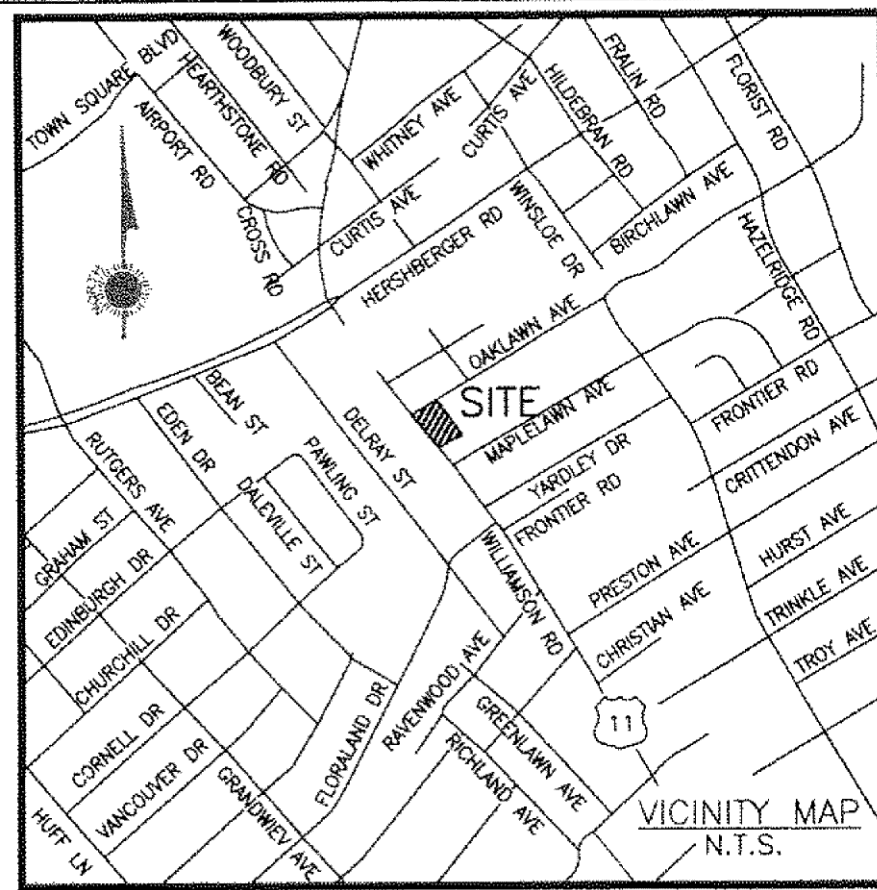 TOWN SQUARE BLVD
WOODBURY ST
HEARTHSTONE RD
AIRPORT RD
CROSS RD
WHITNEY AVE
CURTIS AVE
CURTIS AVE
HILDEBRAN RD
FRALIN RD
FLORIST RD
WINSLOE DR
BIRCHLAWN AVE
HERSHBERGER RD
HAZELRIDGE RD
NORTH
OAKLAWN AVE
SITE
MAPLELAWN AVE
FRONTIER RD
BEAN ST
EDEN DR
DELRAY ST
PAWLING ST
RUTGERS AVE
DALEVILLE ST
YARDLEY DR
FRONTIER RD
CRITTENDON AVE
GRAHAM ST
EDINBURGH DR
WILLIAMSON RD
PRESTON AVE
HURST AVE
CHURCHILL DR
CHRISTIAN AVE
TRINKLE AVE
TROY AVE
CORNELL DR
VANCOUVER DR
HUFF LN
GRANDWIEV AVE
FLORALAND DR
RAVENWOOD AVE
GREENLAWN AVE
RICHLAND AVE
11
VICINITY MAP
N.T.S.